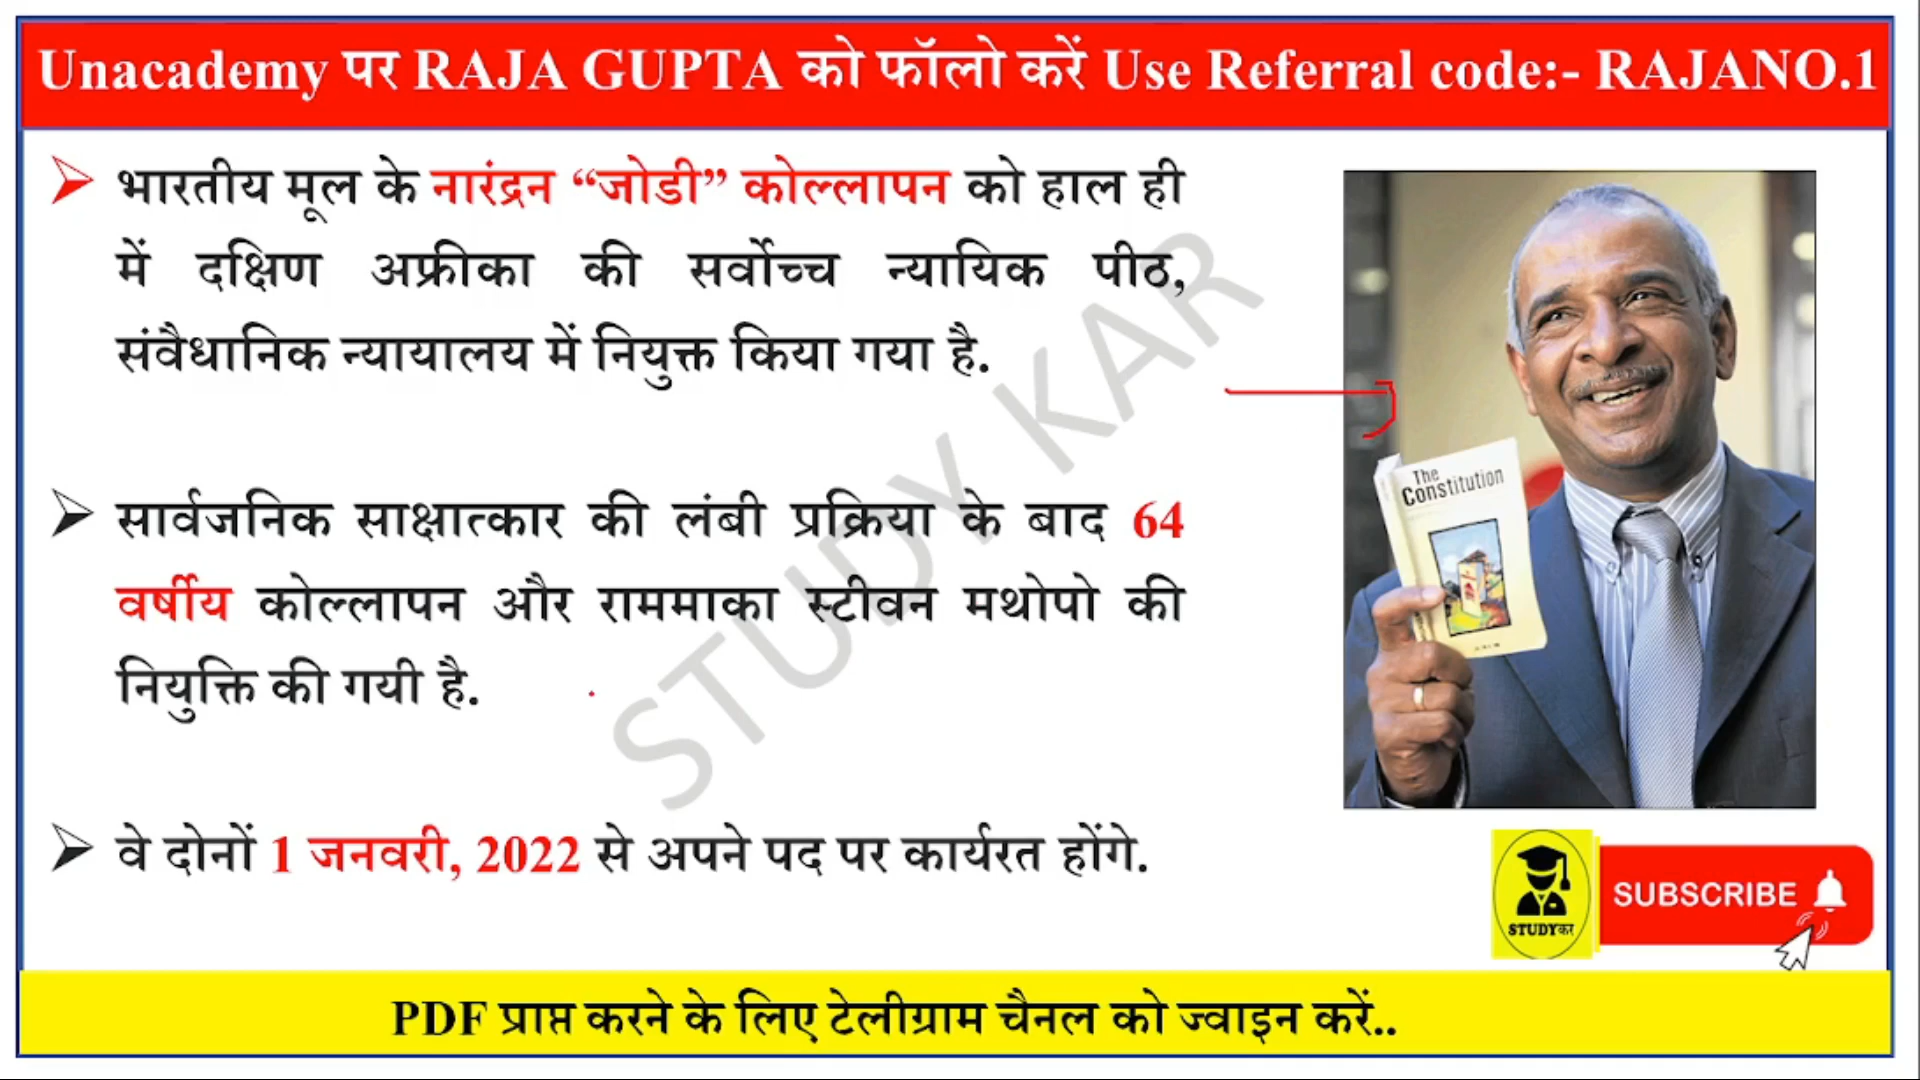 Unacademy पर RAJA GUPTA को फॉलो करें Use Referral code:- RAJANO.1
भारतीय मूल के नारंद्रन “जोडी” कोल्लापन को हाल ही
में दक्षिण अफ्रीका की सर्वोच्च न्यायिक पीठ,
संवैधानिक न्यायालय में नियुक्त किया गया है.
सार्वजनिक साक्षात्कार की लंबी प्रक्रिया के बाद 64
वर्षीय कोल्लापन और राममाका स्टीवन मथोपो की
नियुक्ति की गयी है.
वे दोनों 1 जनवरी, 2022 से अपने पद पर कार्यरत होंगे.
STUDY KAR
The
Constitution
STUDYकर
SUBSCRIBE
PDF प्राप्त करने के लिए टेलीग्राम चैनल को ज्वाइन करें..